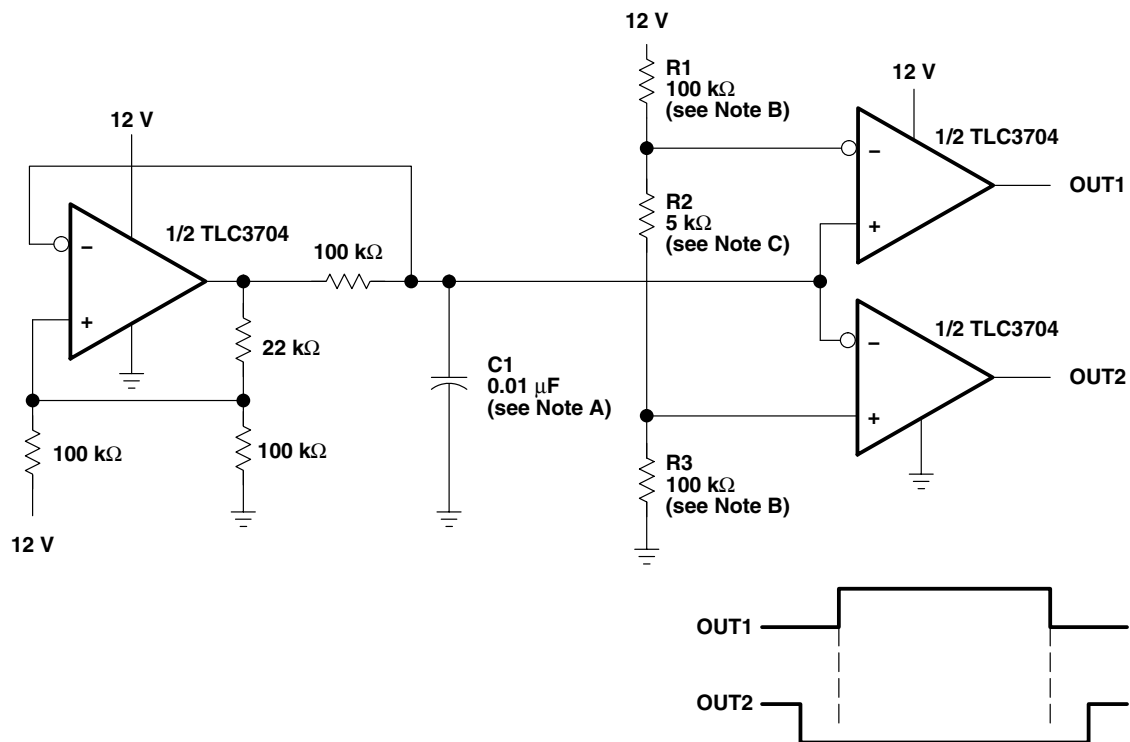 12 V
R1
100 kΩ
(see Note B)
12 V
1/2 TLC3704
−
+
OUT1
12 V
−
+
1/2 TLC3704
100 kΩ
R2
5 kΩ
(see Note C)
22 kΩ
C1
0.01 μF
(see Note A)
1/2 TLC3704
−
+
OUT2
100 kΩ
100 kΩ
12 V
R3
100 kΩ
(see Note B)
OUT1
OUT2